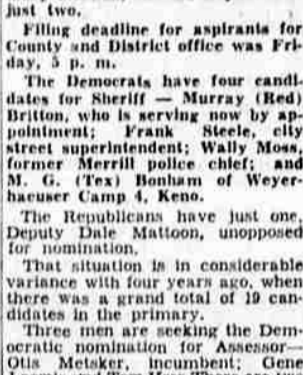 just two.
Filing deadline for aspirants for
County and District office was Fri-
day, 5 p. m.
The Democrats have four candi-
dates for Sheriff — Murray (Red)
Britton, who is serving now by ap-
pointment; Frank Steele, city
street superintendent; Wally Moss,
former Merrill police chief; and
M. G. (Tex) Bonham of Weyer-
haeuser Camp 4, Keno.
The Republicans have just one,
Deputy Dale Mattoon, unopposed
for nomination.
That situation is in considerable
variance with four years ago, when
there was a grand total of 19 can-
didates in the primary.
Three men are seeking the Dem-
ocratic nomination for Assessor—
Otis Metsker, incumbent; Gene